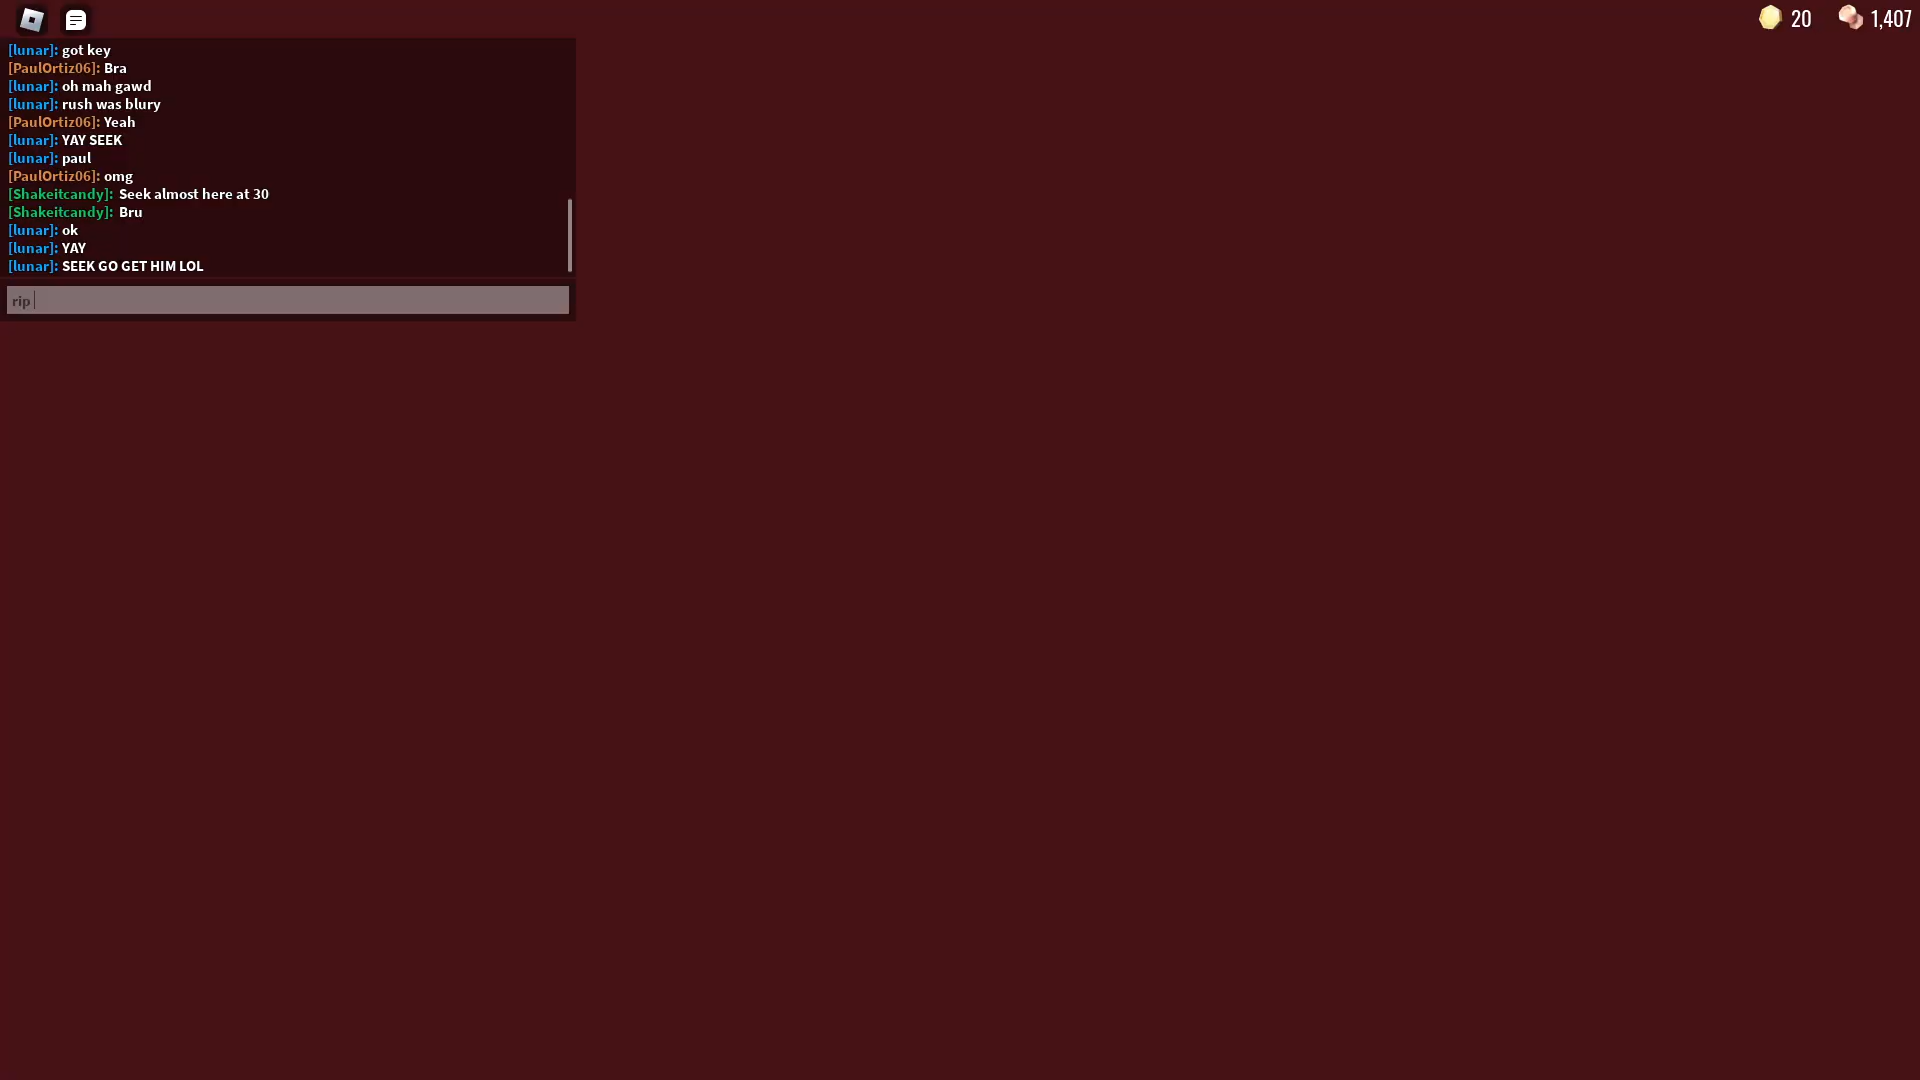 20 1,407
[lunar]: got key
[PaulOrtiz06]: Bra
[lunar]: oh mah gawd
[lunar]: rush was blury
[PaulOrtiz06]: Yeah
[lunar]: YAY SEEK
[lunar]: paul
[PaulOrtiz06]: omg
[Shakeitcandy]: Seek almost here at 30
[Shakeitcandy]: Bru
[lunar]: ok
[lunar]: YAY
[lunar]: SEEK GO GET HIM LOL
rip